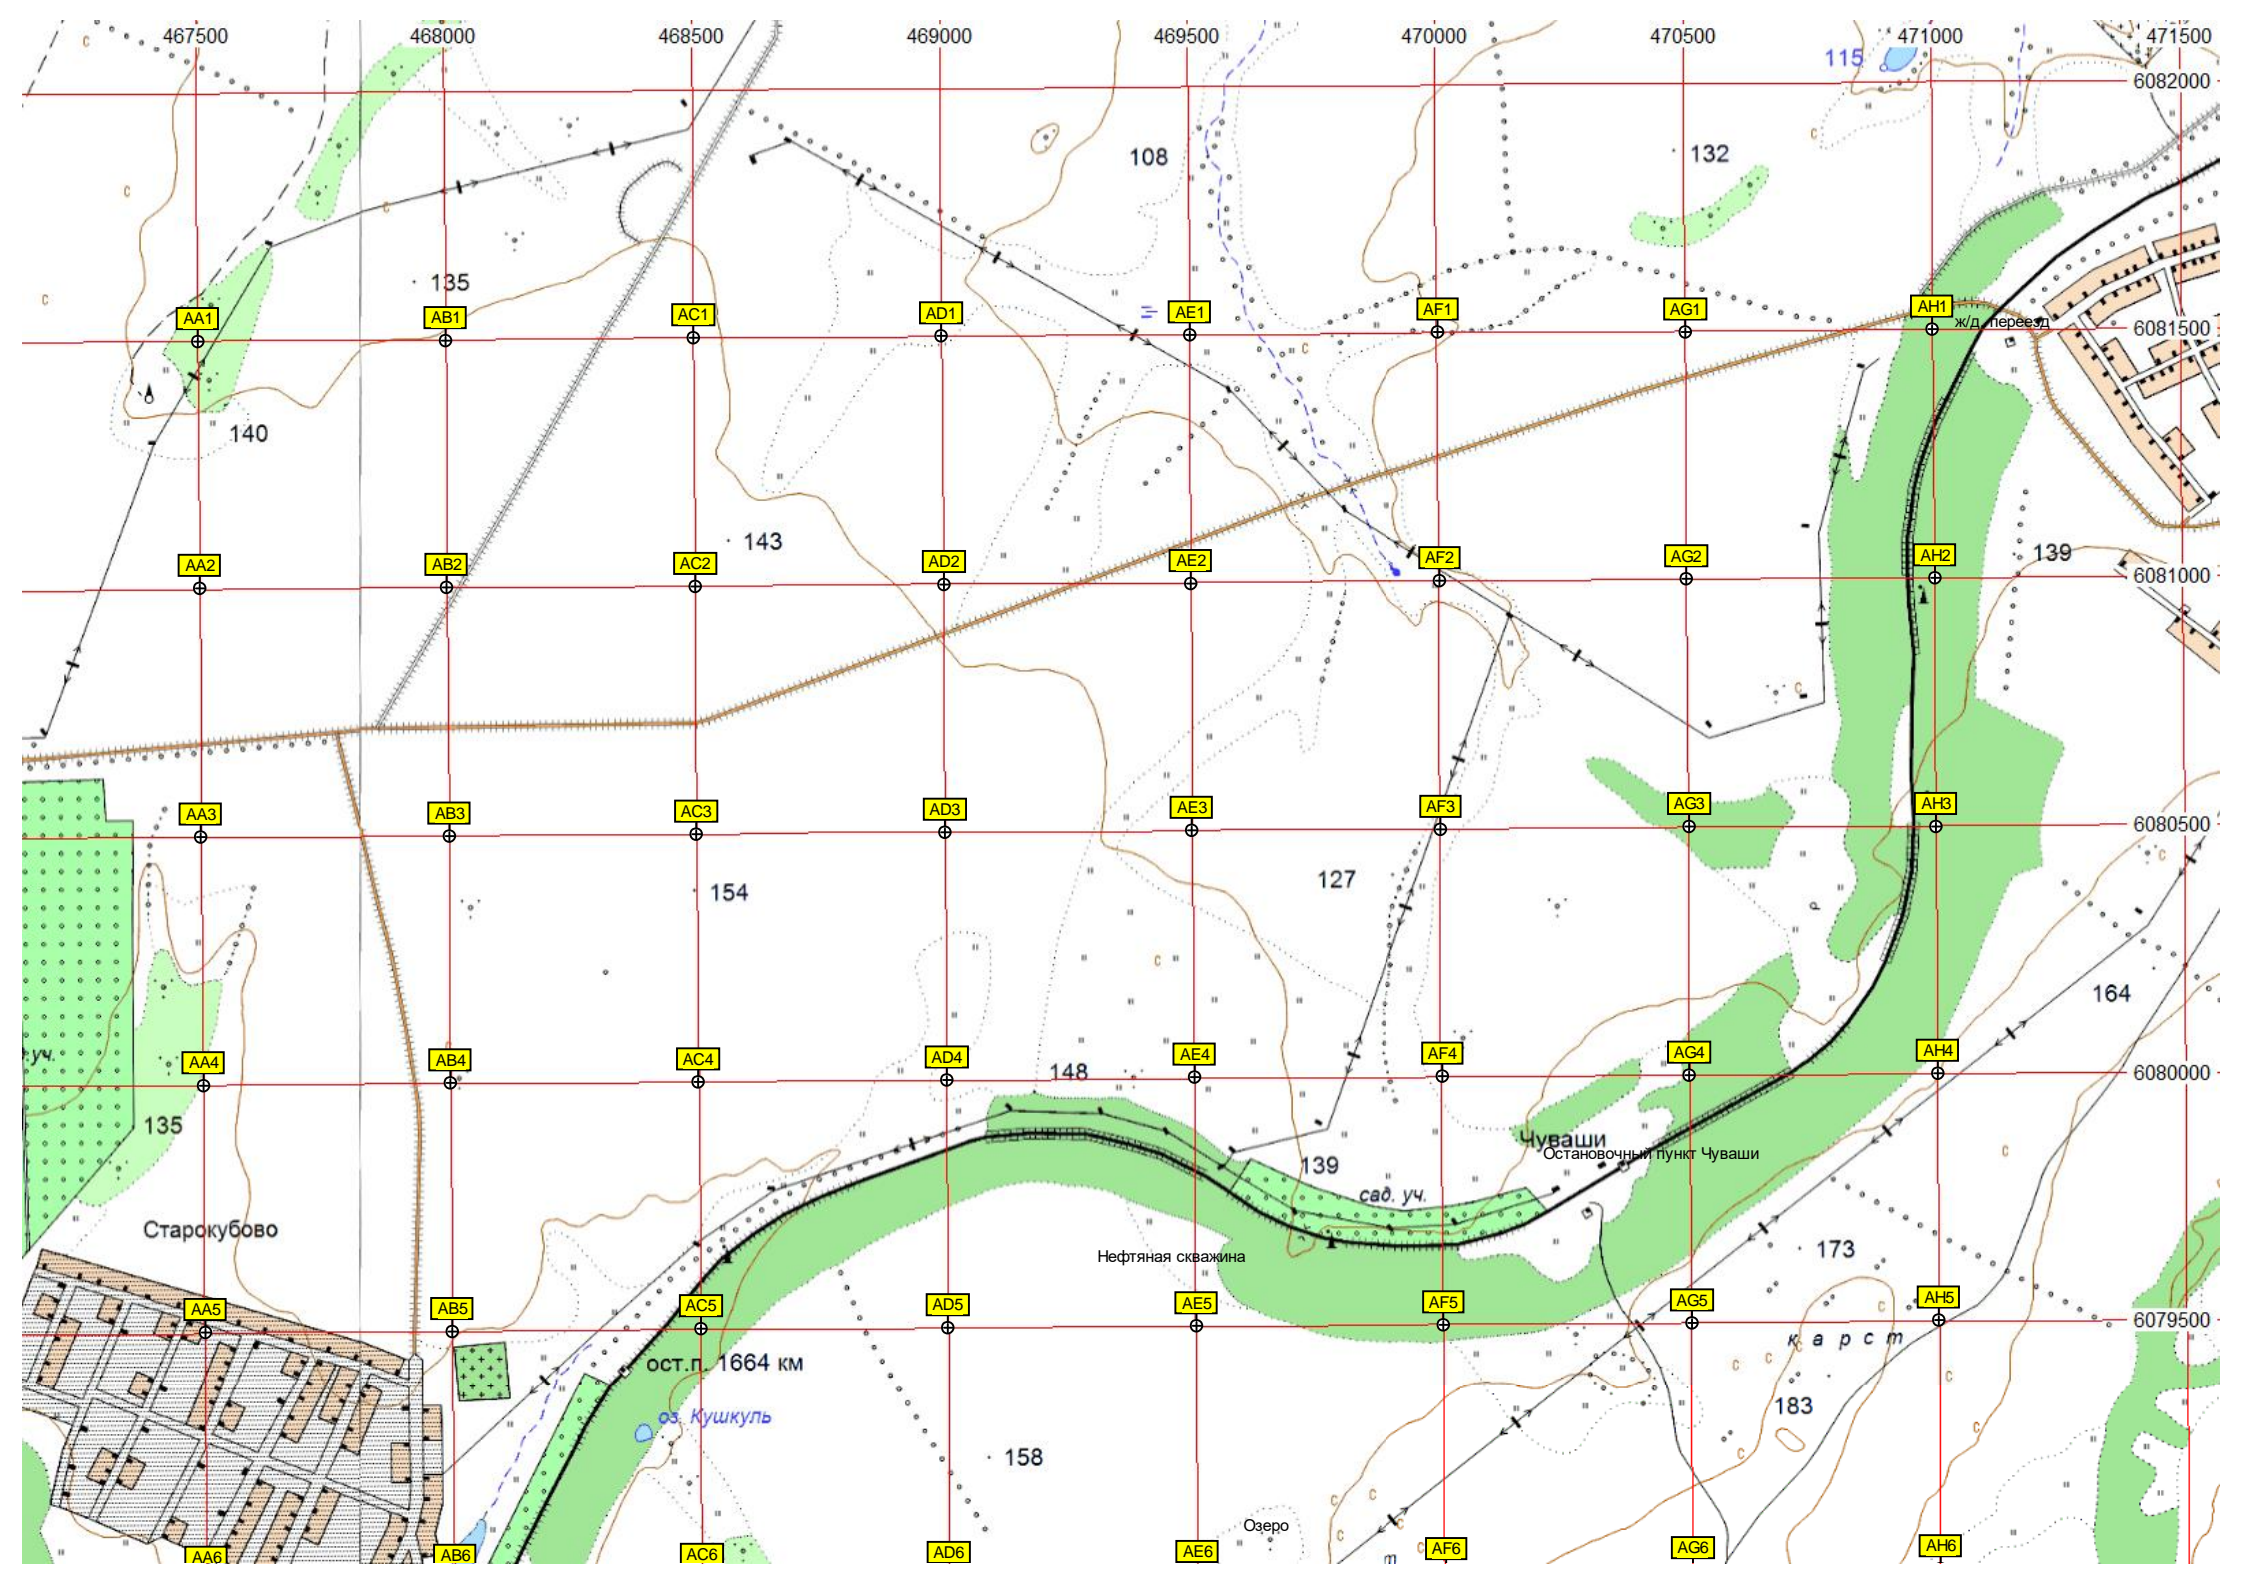 467500 468000 468500 469000 469500 470000 470500 471000 471500
115
6082000
с
108
132
с
с
с
135
с
AA1 AB1 AC1 AD1 AE1 AF1 AG1 AH1
ж/д переезд
6081500
с
140
143
139
AA2 AB2 AC2 AD2 AE2 AF2 AG2 AH2
6081000
с
AA3 AB3 AC3 AD3 AE3 AF3 AG3 AH3
6080500
с
154
127
р
с
164
уч.
AA4 AB4 AC4 AD4 AE4 AF4 AG4 AH4
148
6080000
135
Чуваши
Остановочный пункт Чуваши
139
с
сад. уч.
Старокубово
173
Нефтяная скважина
AA5 AB5 AC5 AD5 AE5 AF5 AG5 AH5
с
6079500
карст
ост.п. 1664 км
с с с
с
183
оз. Кушкуль
с
158
с
с с
Озеро
с с
AA6 AB6 AC6 AD6 AE6 AF6 AG6 AH6
с
т